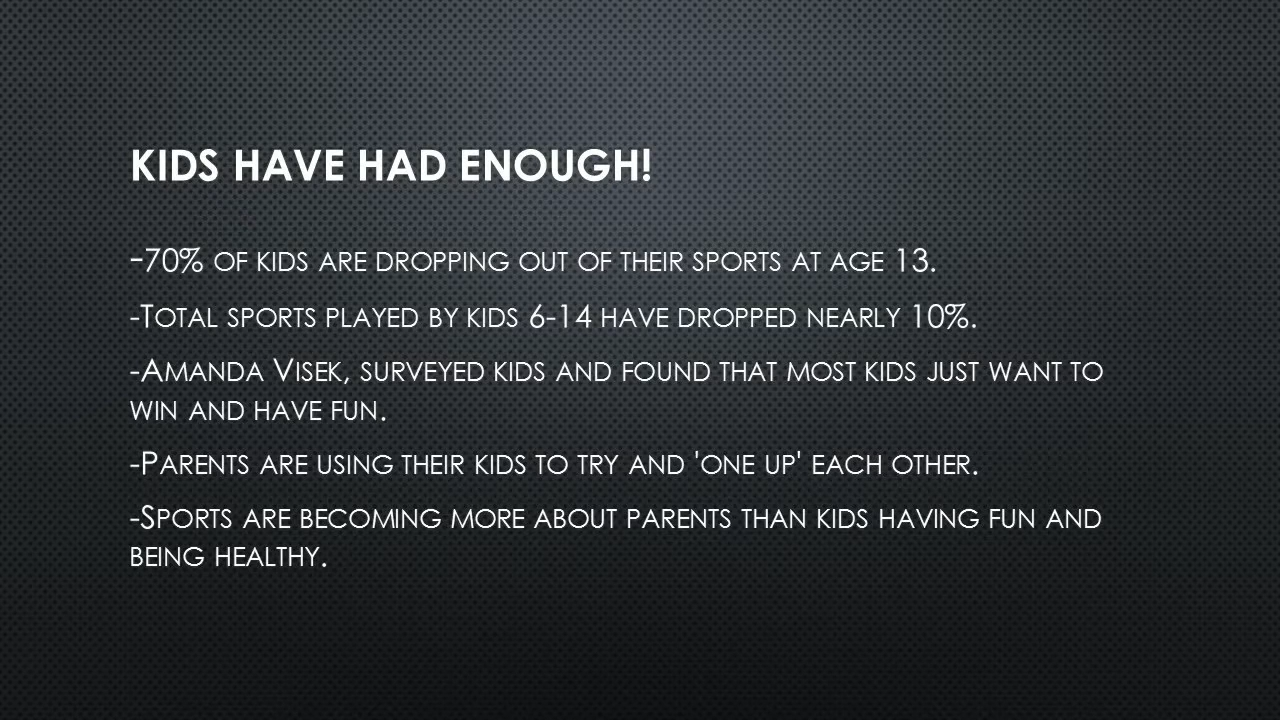 KIDS HAVE HAD ENOUGH!
-70% OF KIDS ARE DROPPING OUT OF THEIR SPORTS AT AGE 13.
-TOTAL SPORTS PLAYED BY KIDS 6-14 HAVE DROPPED NEARLY 10%.
-AMANDA VISEK, SURVEYED KIDS AND FOUND THAT MOST KIDS JUST WANT TO
WIN AND HAVE FUN.
-PARENTS ARE USING THEIR KIDS TO TRY AND 'ONE UP' EACH OTHER.
-SPORTS ARE BECOMING MORE ABOUT PARENTS THAN KIDS HAVING FUN AND
BEING HEALTHY.